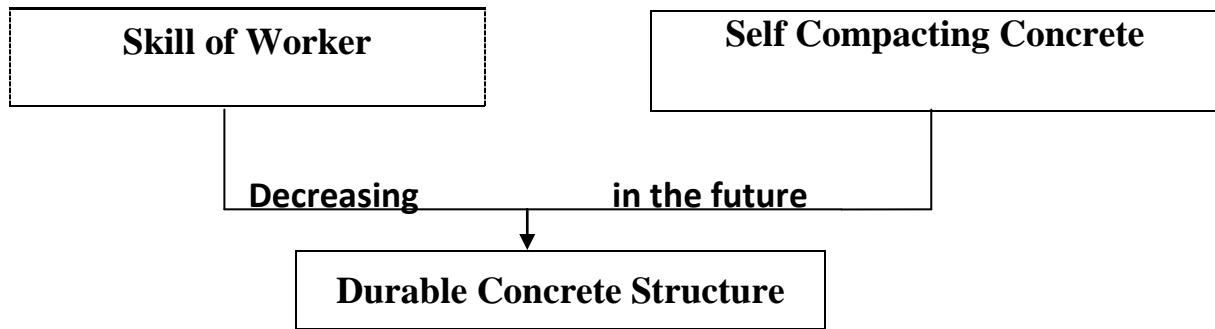 Skill of Worker
Self Compacting Concrete
Decreasing in the future
Durable Concrete Structure